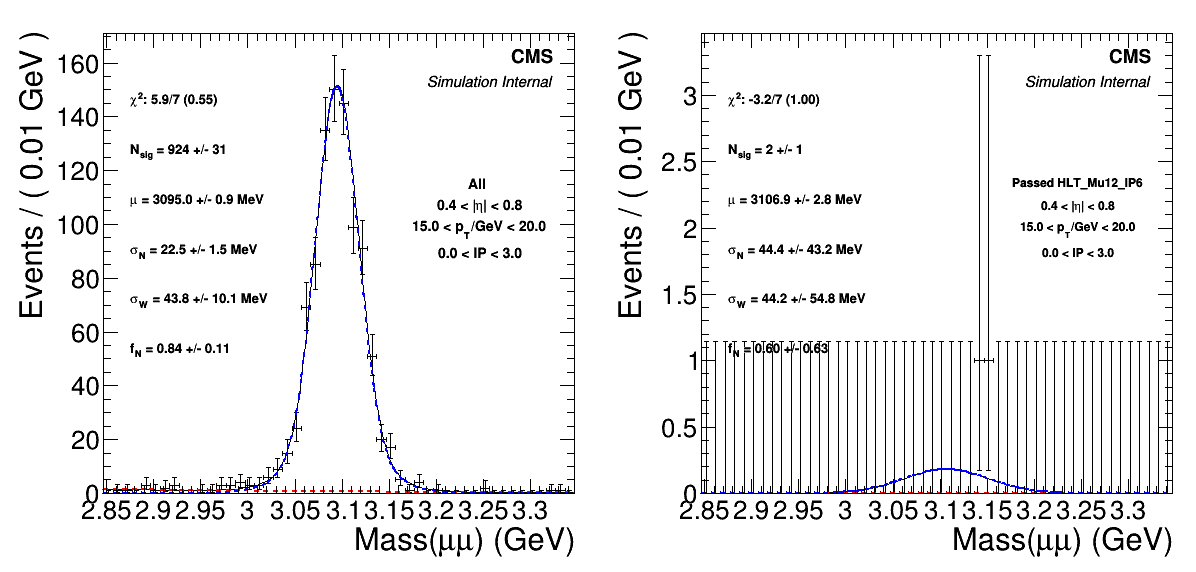 CMS
Simulation Internal
χ²: 5.9/7 (0.55)
N_sig = 924 +/- 31
μ = 3095.0 +/- 0.9 MeV
σ_N = 22.5 +/- 1.5 MeV
σ_W = 43.8 +/- 10.1 MeV
f_N = 0.84 +/- 0.11
All
0.4 < |η| < 0.8
15.0 < p_T/GeV < 20.0
0.0 < IP < 3.0
Events / ( 0.01 GeV )
160
140
120
100
80
60
40
20
0
2.85 2.9 2.95 3 3.05 3.1 3.15 3.2 3.25 3.3
Mass(μμ) (GeV)
CMS
Simulation Internal
χ²: -3.2/7 (1.00)
N_sig = 2 +/- 1
μ = 3106.9 +/- 2.8 MeV
σ_N = 44.4 +/- 43.2 MeV
σ_W = 44.2 +/- 54.8 MeV
f_N = 0.60 +/- 0.63
Passed HLT_Mu12_IP6
0.4 < |η| < 0.8
15.0 < p_T/GeV < 20.0
0.0 < IP < 3.0
Events / ( 0.01 GeV )
3
2.5
2
1.5
1
0.5
0
2.85 2.9 2.95 3 3.05 3.1 3.15 3.2 3.25 3.3
Mass(μμ) (GeV)